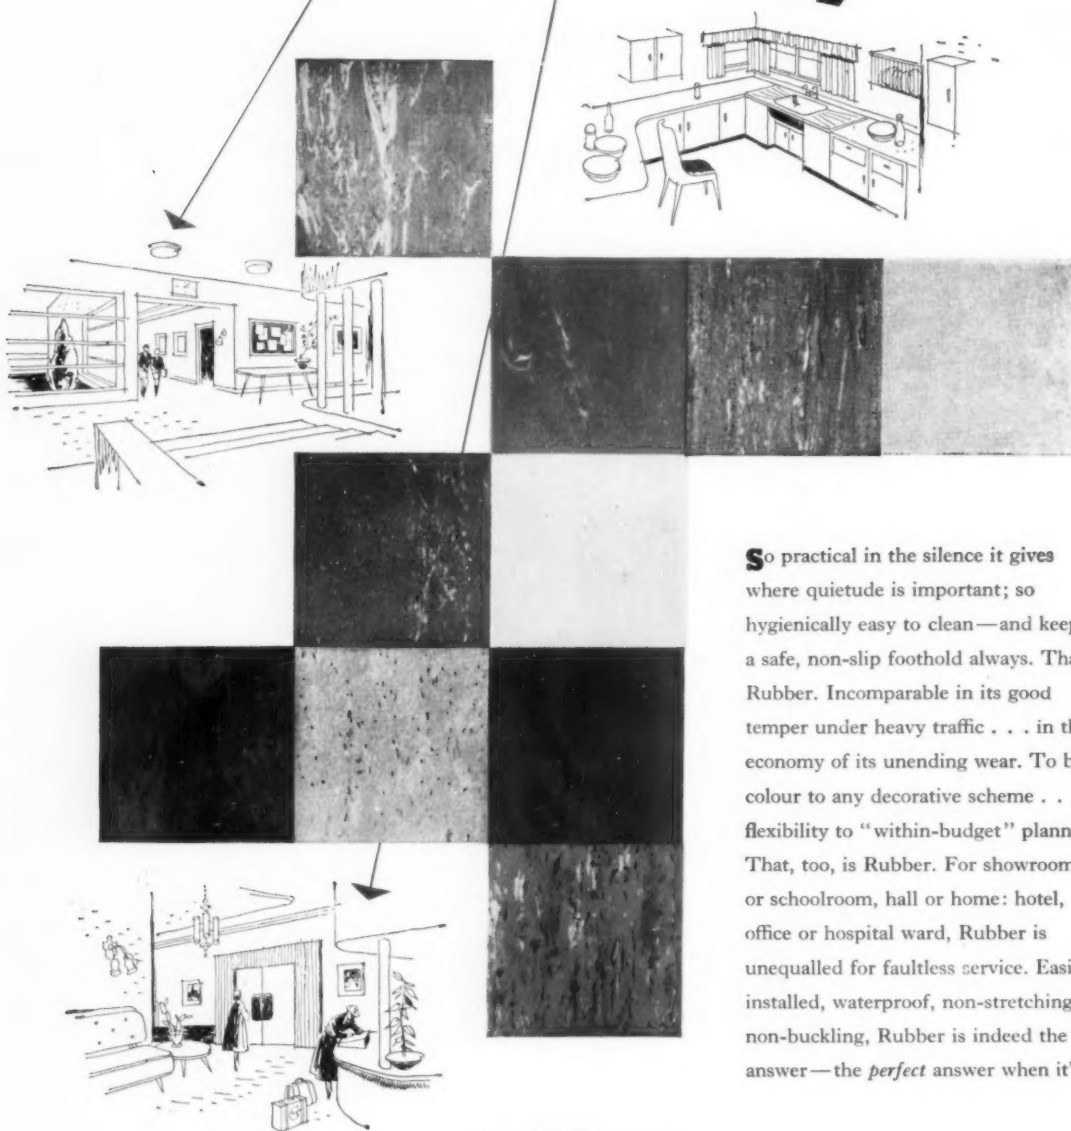 So practical in the silence it gives
where quietude is important; so
hygienically easy to clean—and keep
a safe, non-slip foothold always. Tha
Rubber. Incomparable in its good
temper under heavy traffic . . . in th
economy of its unending wear. To b
colour to any decorative scheme . .
flexibility to “within-budget” plann
That, too, is Rubber. For showroom
or schoolroom, hall or home: hotel,
office or hospital ward, Rubber is
unequalled for faultless service. Easi
installed, waterproof, non-stretching
non-buckling, Rubber is indeed the
answer—the perfect answer when it'